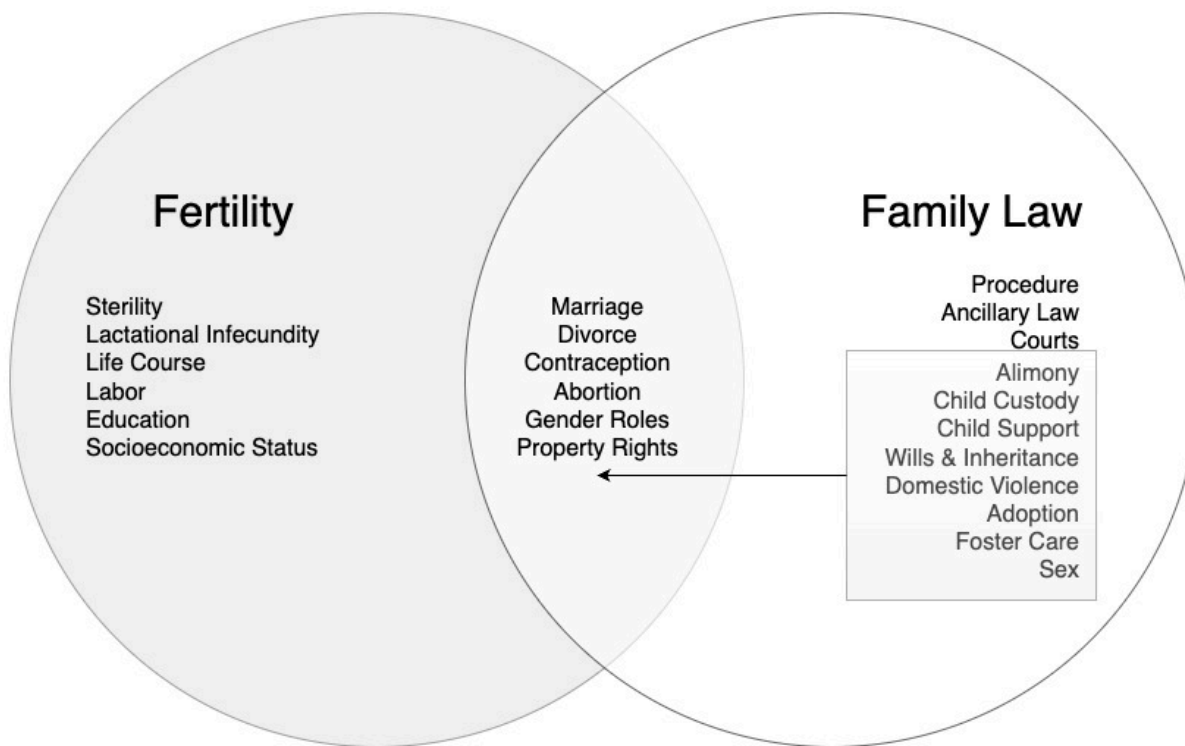 Fertility
Sterility
Lactational Infecundity
Life Course
Labor
Education
Socioeconomic Status
Marriage
Divorce
Contraception
Abortion
Gender Roles
Property Rights
Family Law
Procedure
Ancillary Law
Courts
Alimony
Child Custody
Child Support
Wills & Inheritance
Domestic Violence
Adoption
Foster Care
Sex